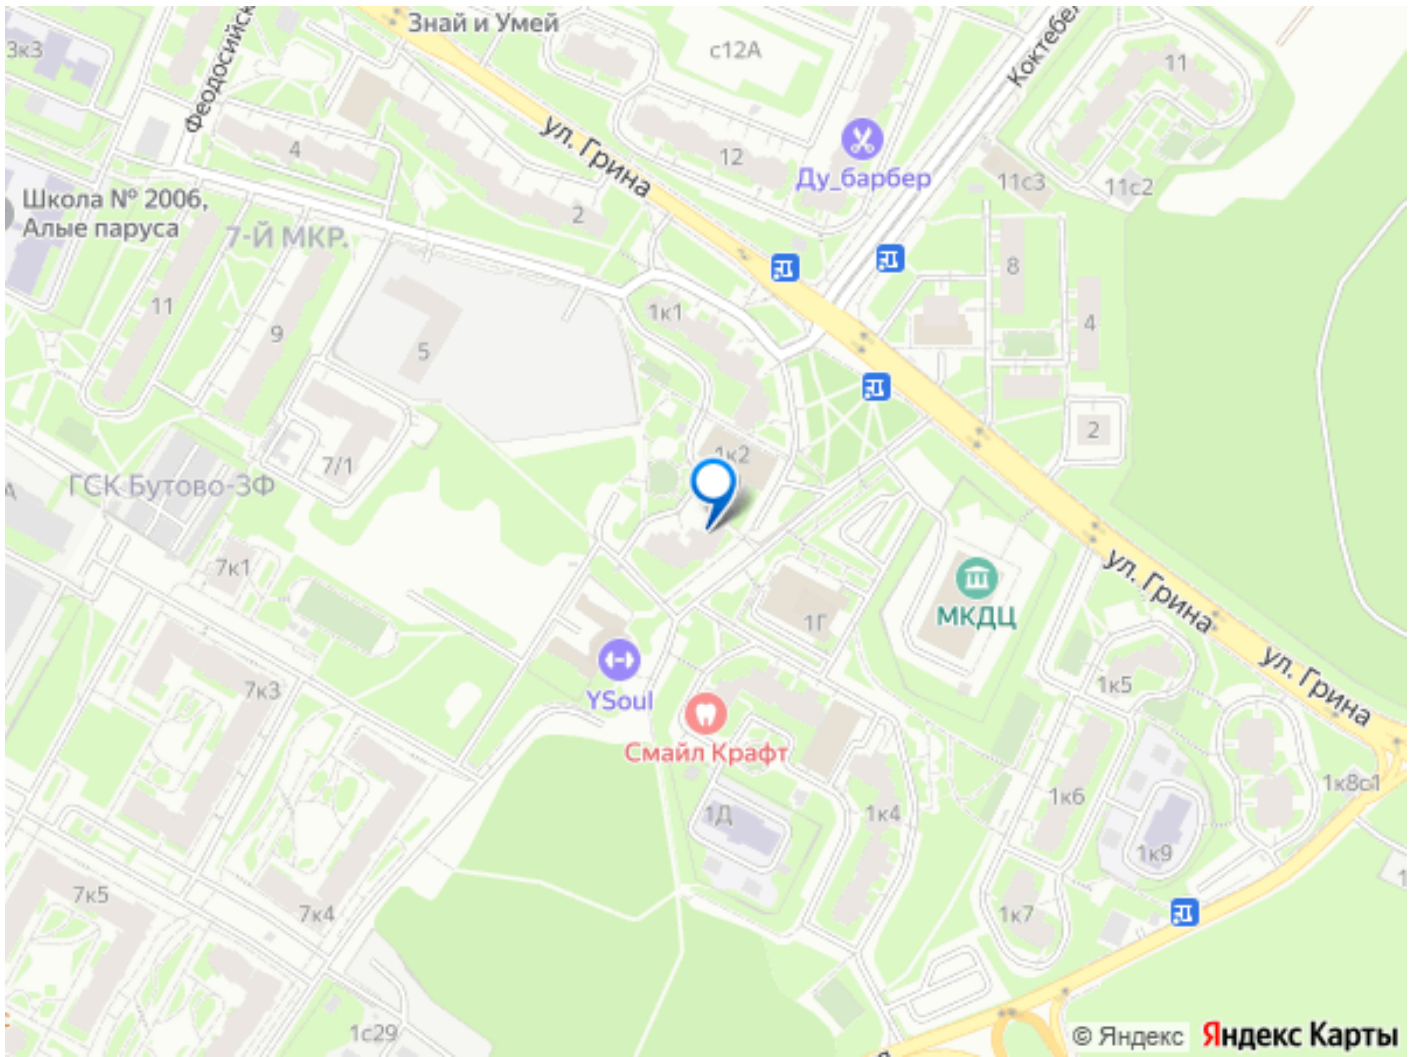 Знай и Умей
3к3
с12А
Феодосийск
Коктебел
11
4
ул. Грина
12
Ду_барбер
11с3
11с2
Школа № 2006,
Алые паруса
2
7-Й МКР.
8
11
1к1
9
5
4
7/1
1к2
2
ГСК Бутово-3Ф
А
7к1
МКДЦ
1Г
ул. Грина
ул. Грина
7к3
YSoul
1к5
Смайл Крафт
1к6
1к8с1
1Д
1к4
1к9
7к5
7к4
1к7
1
1с29
© Яндекс
Яндекс Карты